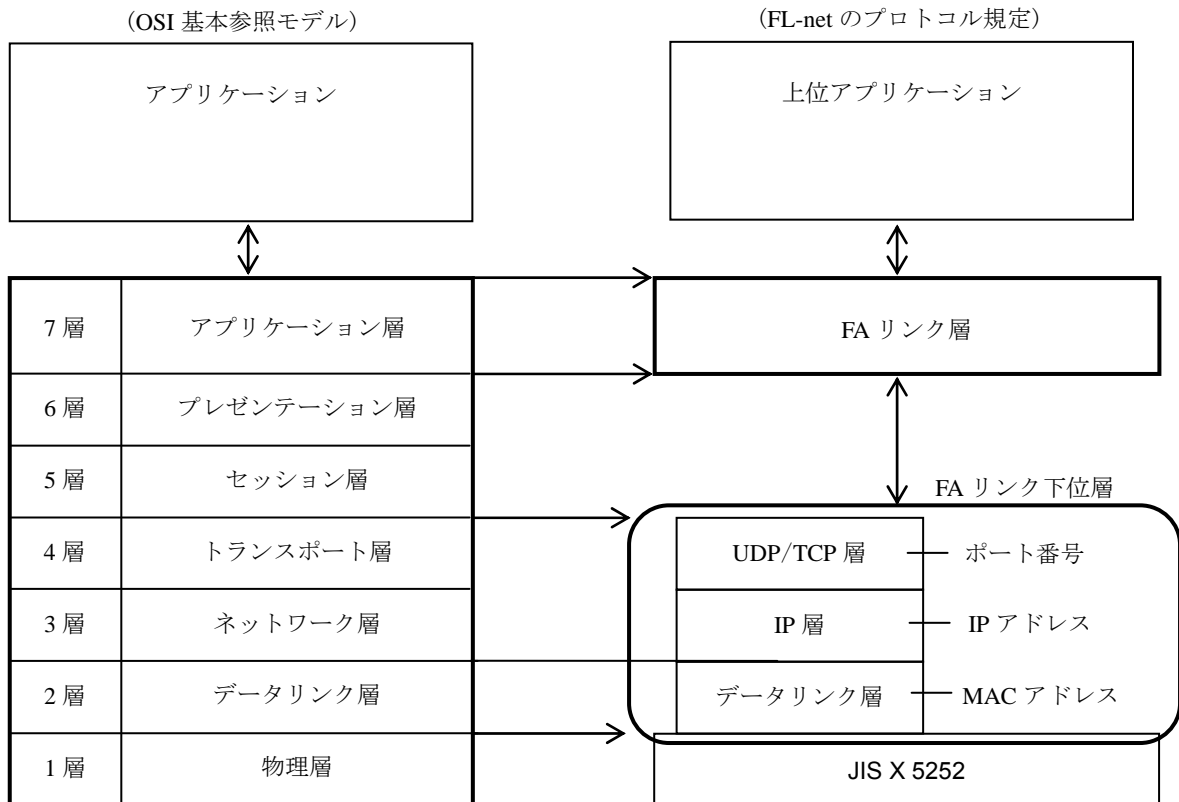 (OSI 基本参照モデル)
(FL-net のプロトコル規定)
アプリケーション
上位アプリケーション
7 層 アプリケーション層
FA リンク層
6 層 プレゼンテーション層
5 層 セッション層
FA リンク下位層
4 層 トランスポート層
UDP/TCP 層 ポート番号
3 層 ネットワーク層
IP 層 IP アドレス
2 層 データリンク層
データリンク層 MAC アドレス
1 層 物理層
JIS X 5252